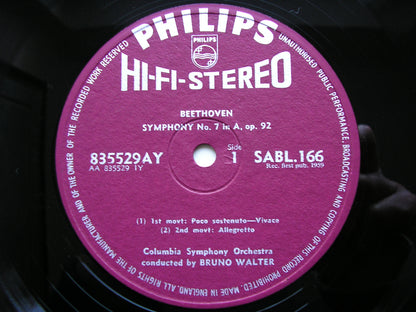 PHILIPS
PHILIPS
HI-FI-STEREO
BEETHOVEN
SYMPHONY No. 7 in A, op. 92
835529AY
AA 835529 1Y
Side
1
SABL.166
Rec. first pub. 1959
(1) 1st movt: Poco sostenuto—Vivace
(2) 2nd movt: Allegretto
Columbia Symphony Orchestra
conducted by BRUNO WALTER
UNAUTHORISED PUBLIC PERFORMANCE, BROADCASTING AND COPYING OF THIS RECORD PROHIBITED. MADE IN ENGLAND. ALL RIGHTS OF THE MANUFACTURER AND OF THE OWNER OF THE RECORDED WORK RESERVED